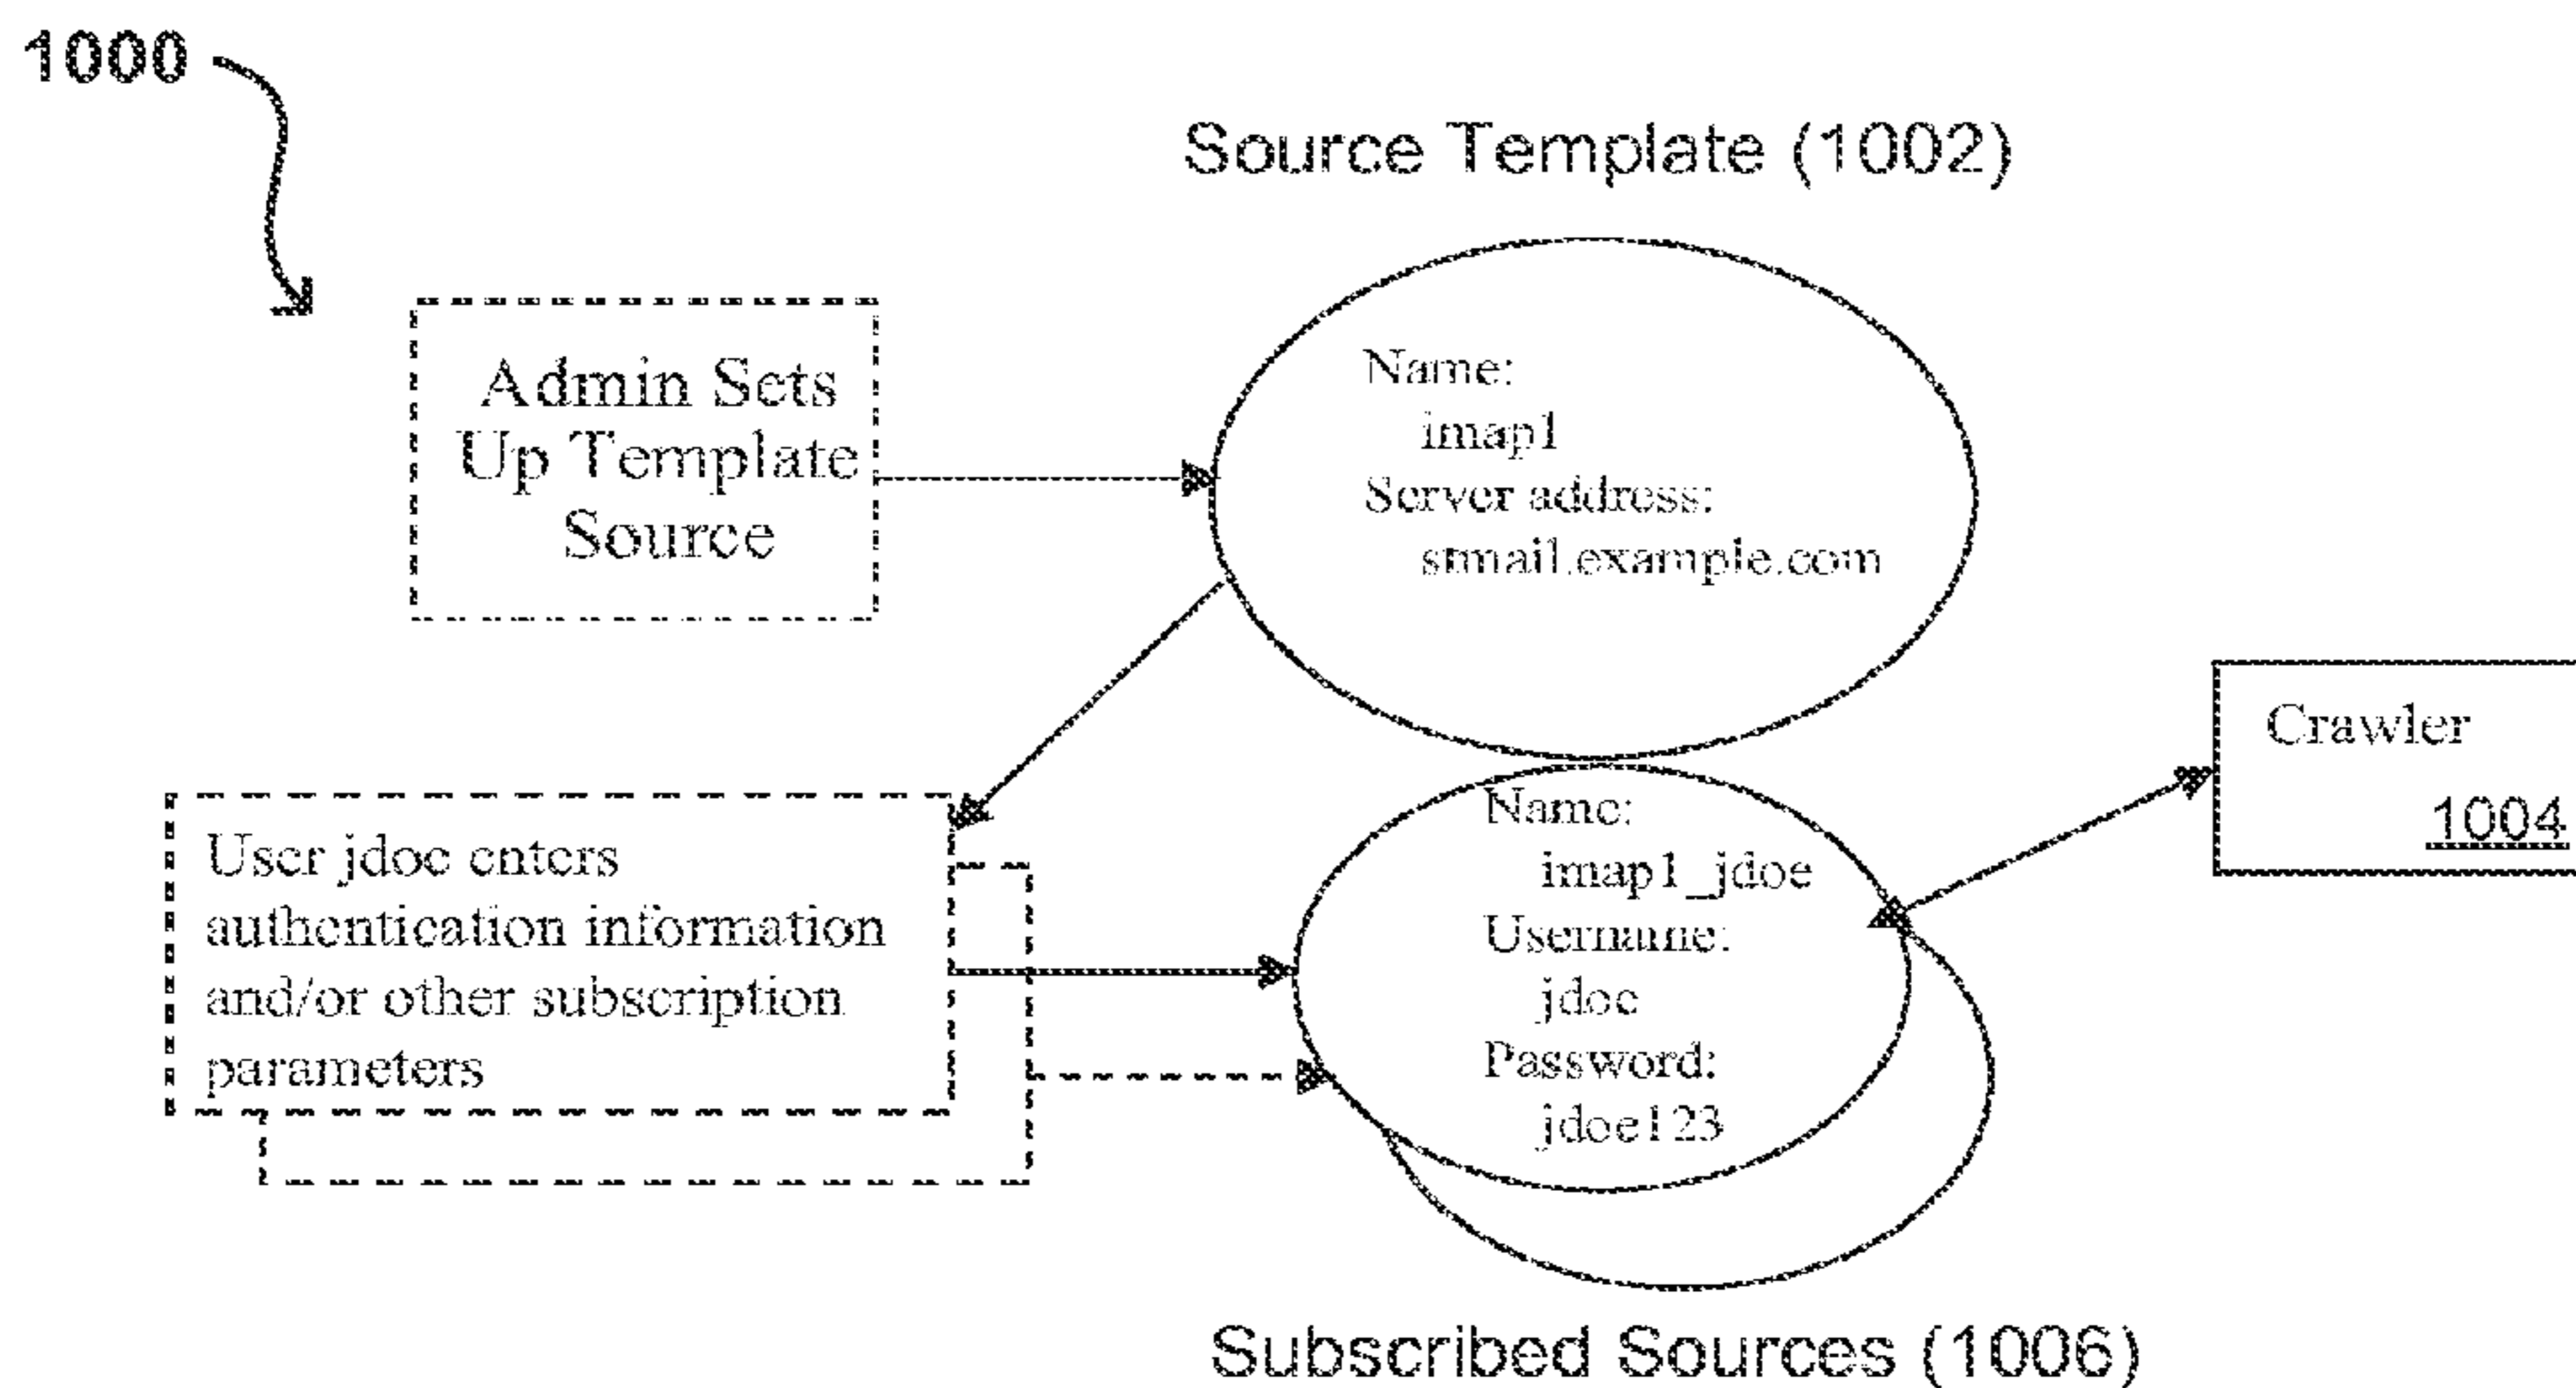 1000
Source Template (1002)
Admin Sets
Up Template
Source
Name:
imap1
Server address:
stmail.example.com
Crawler
1004
User jdoe enters
authentication information
and/or other subscription
parameters
Name:
imap1_jdoe
Username:
jdoe
Password:
jdoe123
Subscribed Sources (1006)